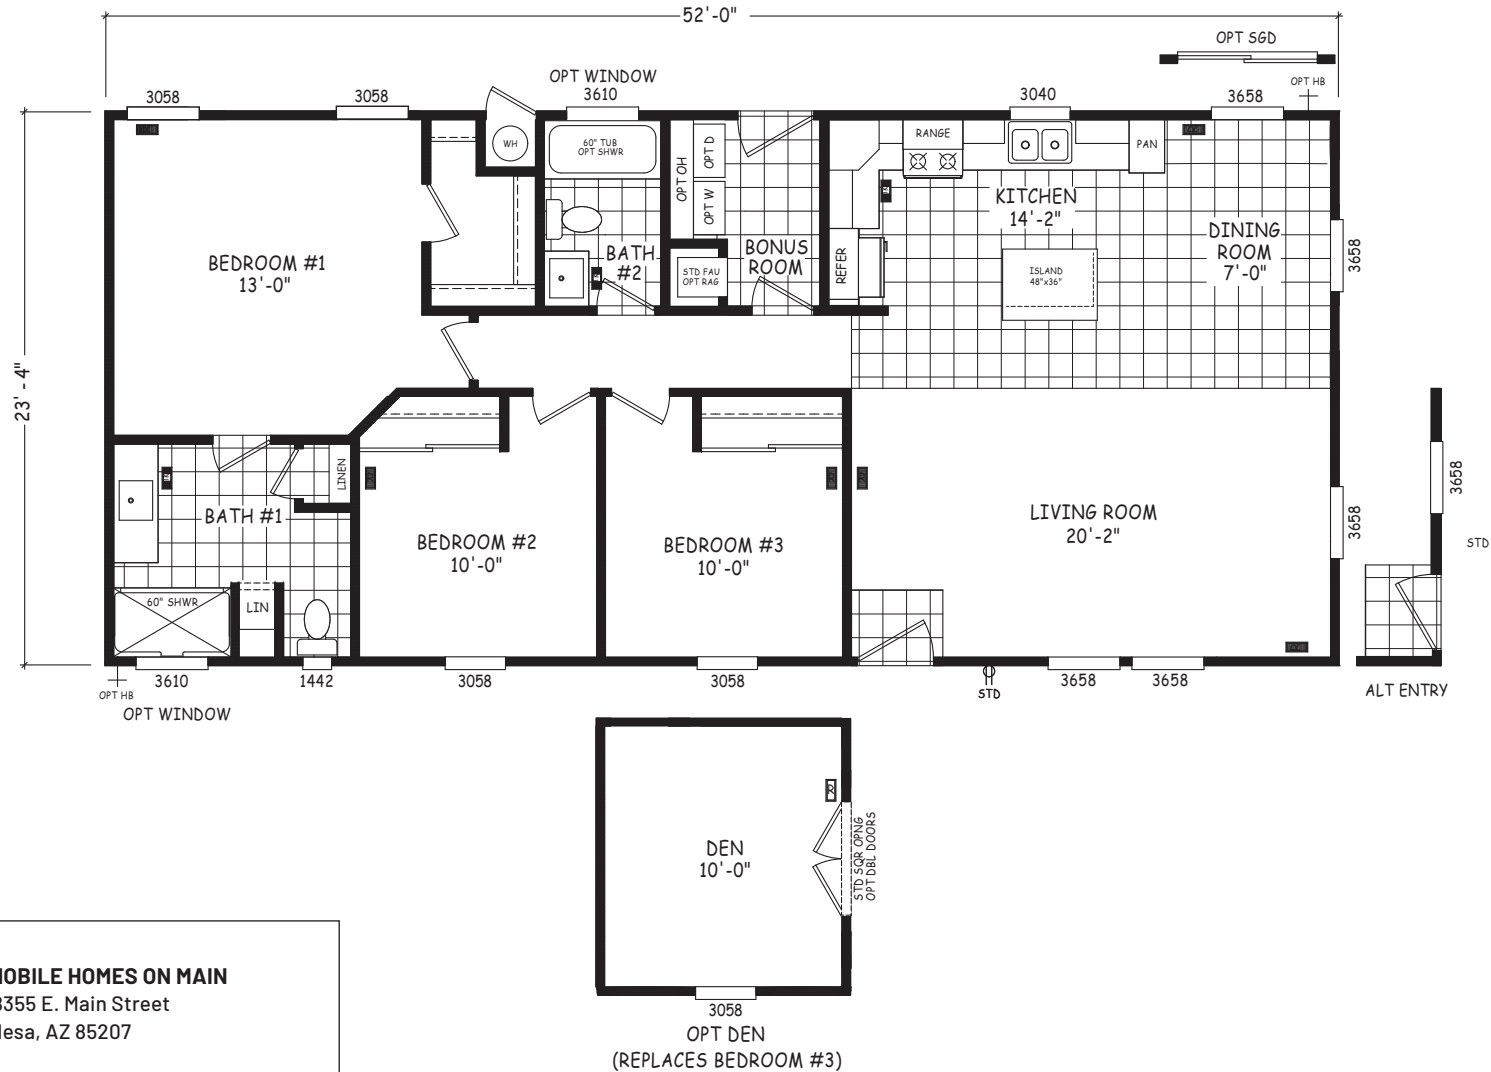 52'-0"
OPT SGD
OPT WINDOW
OPT HB
3058
3058
3610
3040
3658
60" TUB
OPT SHWR
WH
RANGE
PAN
OPT OH
OPT D
OPT W
KITCHEN
14'-2"
DINING
ROOM
7'-0"
3658
BEDROOM #1
13'-0"
BATH
#2
BONUS
ROOM
STD FAU
OPT RAG
REFER
ISLAND
48"x36"
23'-4"
LINEN
BATH #1
BEDROOM #2
10'-0"
BEDROOM #3
10'-0"
LIVING ROOM
20'-2"
3658
3658
STD
60" SHWR
LIN
3610
1442
3058
3058
STD
3658
3658
ALT ENTRY
OPT HB
OPT WINDOW
DEN
10'-0"
STD SQR OPNG
OPT DBL DOORS
3058
OPT DEN
(REPLACES BEDROOM #3)
MOBILE HOMES ON MAIN
8355 E. Main Street
Mesa, AZ 85207